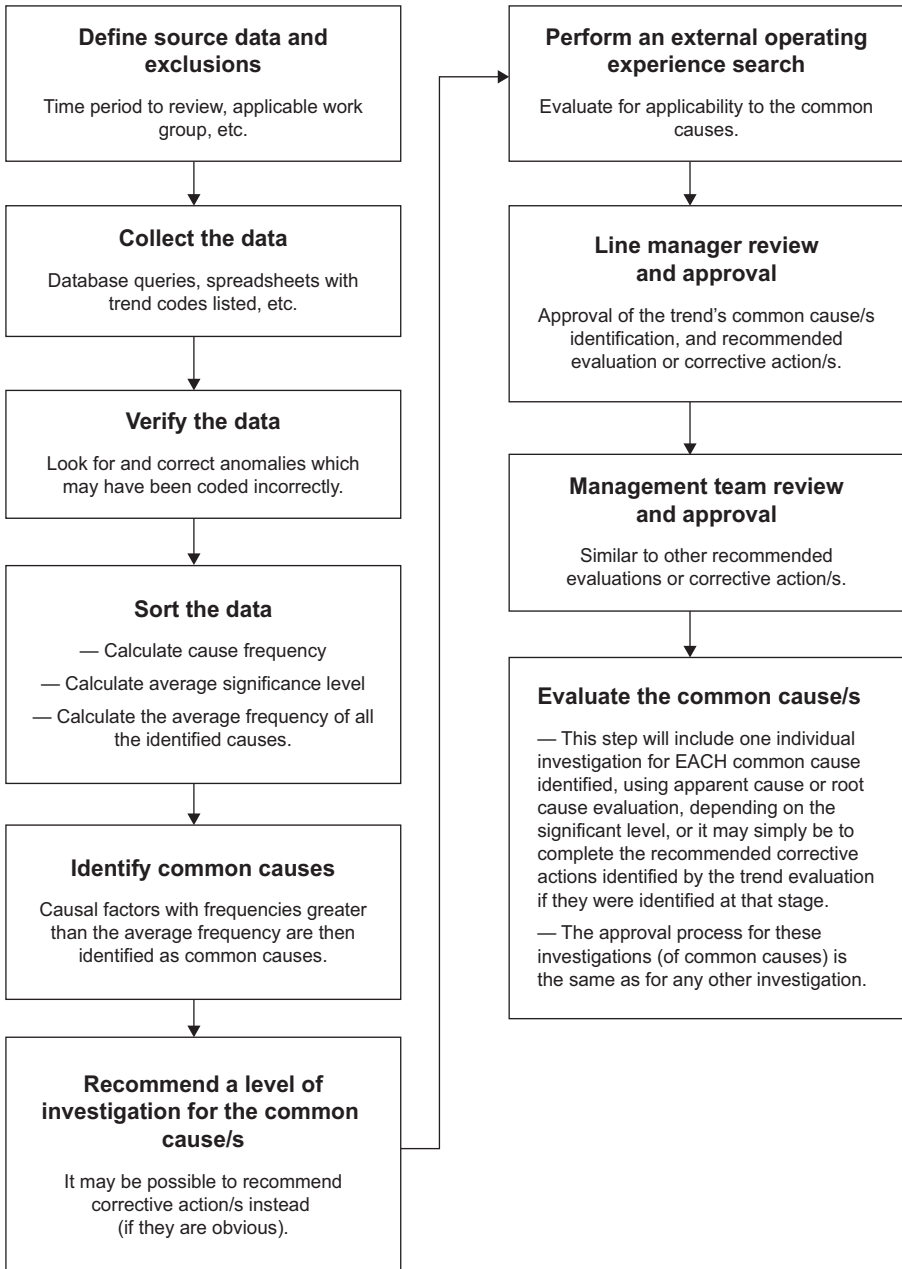 Define source data and
exclusions
Time period to review, applicable work
group, etc.
Collect the data
Database queries, spreadsheets with
trend codes listed, etc.
Verify the data
Look for and correct anomalies which
may have been coded incorrectly.
Sort the data
— Calculate cause frequency
— Calculate average significance level
— Calculate the average frequency of all
the identified causes.
Identify common causes
Causal factors with frequencies greater
than the average frequency are then
identified as common causes.
Recommend a level of
investigation for the common
cause/s
It may be possible to recommend
corrective action/s instead
(if they are obvious).
Perform an external operating
experience search
Evaluate for applicability to the common
causes.
Line manager review
and approval
Approval of the trend’s common cause/s
identification, and recommended
evaluation or corrective action/s.
Management team review
and approval
Similar to other recommended
evaluations or corrective action/s.
Evaluate the common cause/s
— This step will include one individual
investigation for EACH common cause
identified, using apparent cause or root
cause evaluation, depending on the
significant level, or it may simply be to
complete the recommended corrective
actions identified by the trend evaluation
if they were identified at that stage.
— The approval process for these
investigations (of common causes) is
the same as for any other investigation.